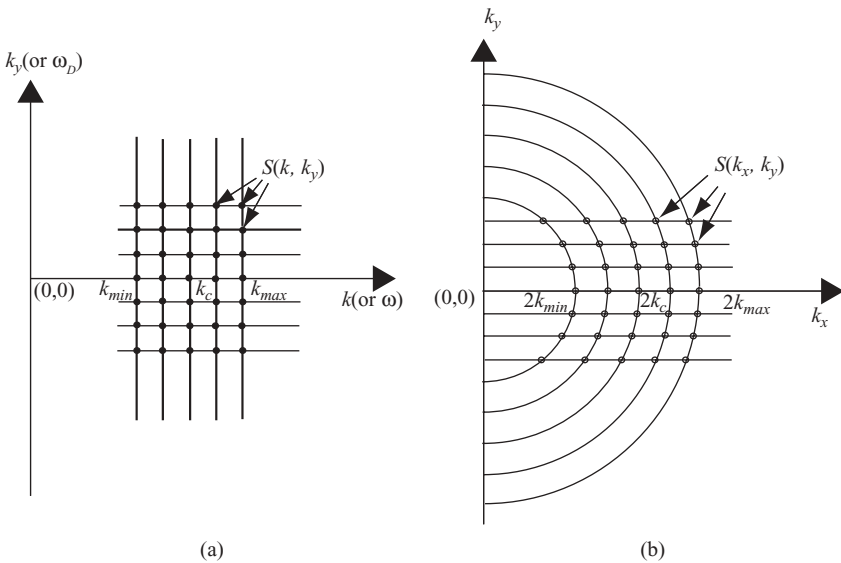 k_y(or ω_D)
S(k, k_y)
(0,0)
k_min
k_c
k_max
k(or ω)
(a)
k_y
S(k_x, k_y)
(0,0)
2k_min
2k_c
2k_max
k_x
(b)